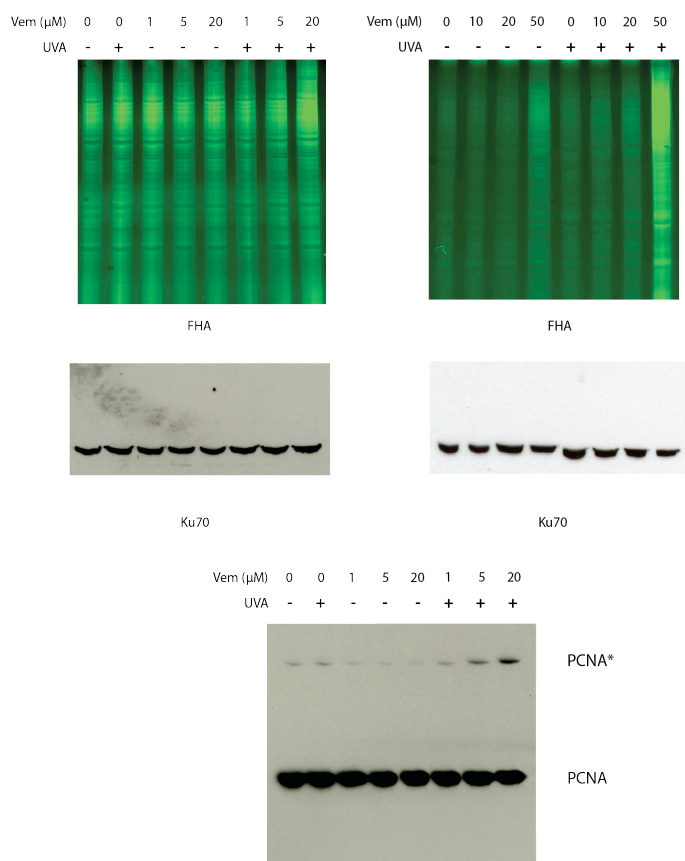 Vem (μM) 0 0 1 5 20 1 5 20
UVA - + - - - + + +
FHA
Ku70
Vem (μM) 0 10 20 50 0 10 20 50
UVA - - - - + + + +
FHA
Ku70
Vem (μM) 0 0 1 5 20 1 5 20
UVA - + - - - + + +
PCNA*
PCNA